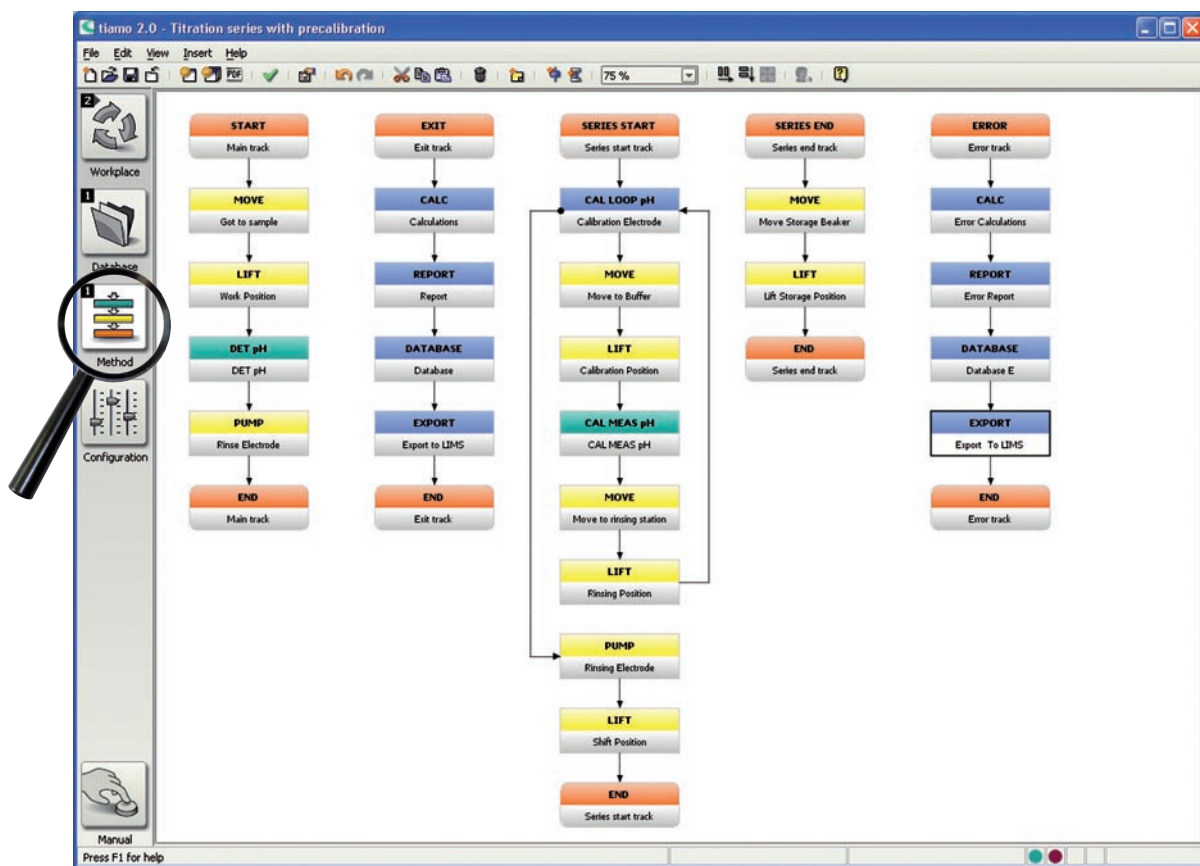 tiamo 2.0 - Titration series with precalibration
File Edit View Insert Help
PDF
75 %
2
Workplace
1
Database
1
Method
Configuration
Manual
START
Main track
MOVE
Got to sample
LIFT
Work Position
DET pH
DET pH
PUMP
Rinse Electrode
END
Main track
EXIT
Exit track
CALC
Calculations
REPORT
Report
DATABASE
Database
EXPORT
Export to LIMS
END
Exit track
SERIES START
Series start track
CAL LOOP pH
Calibration Electrode
MOVE
Move to Buffer
LIFT
Calibration Position
CAL MEAS pH
CAL MEAS pH
MOVE
Move to rinsing station
LIFT
Rinsing Position
PUMP
Rinsing Electrode
LIFT
Shift Position
END
Series start track
SERIES END
Series end track
MOVE
Move Storage Beaker
LIFT
Lift Storage Position
END
Series end track
ERROR
Error track
CALC
Error Calculations
REPORT
Error Report
DATABASE
Database E
EXPORT
Export To LIMS
END
Error track
Press F1 for help